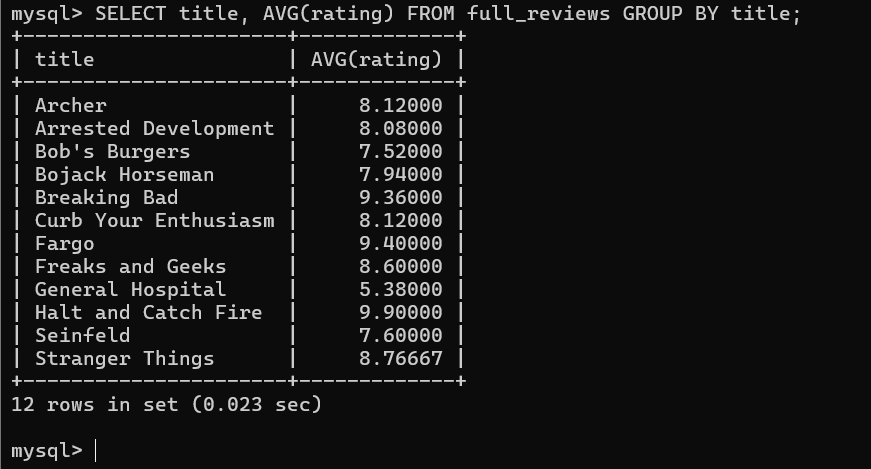 mysql> SELECT title, AVG(rating) FROM full_reviews GROUP BY title;
+----------------------+-------------+
| title                | AVG(rating) |
+----------------------+-------------+
| Archer               |     8.12000 |
| Arrested Development |     8.08000 |
| Bob's Burgers        |     7.52000 |
| Bojack Horseman      |     7.94000 |
| Breaking Bad         |     9.36000 |
| Curb Your Enthusiasm |     8.12000 |
| Fargo                |     9.40000 |
| Freaks and Geeks     |     8.60000 |
| General Hospital     |     5.38000 |
| Halt and Catch Fire  |     9.90000 |
| Seinfeld             |     7.60000 |
| Stranger Things      |     8.76667 |
+----------------------+-------------+
12 rows in set (0.023 sec)

mysql>